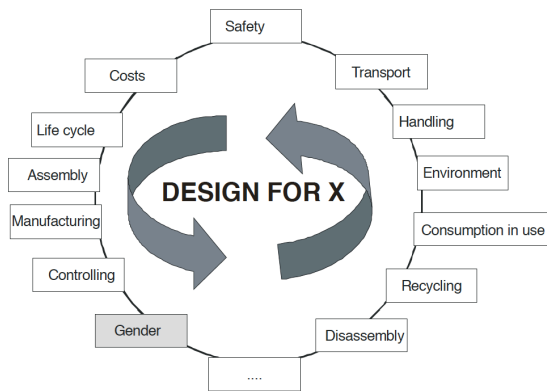 Safety
Transport
Handling
Environment
Consumption in use
Recycling
Disassembly
....
Gender
Controlling
Manufacturing
Assembly
Life cycle
Costs
DESIGN FOR X